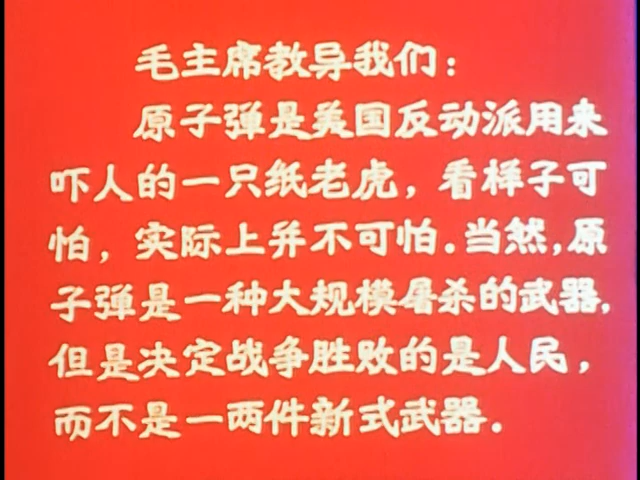 毛主席教导我们：
原子弹是美国反动派用来
吓人的一只纸老虎，看样子可
怕，实际上并不可怕.当然,原
子弹是一种大规模屠杀的武器,
但是决定战争胜败的是人民，
而不是一两件新式武器.